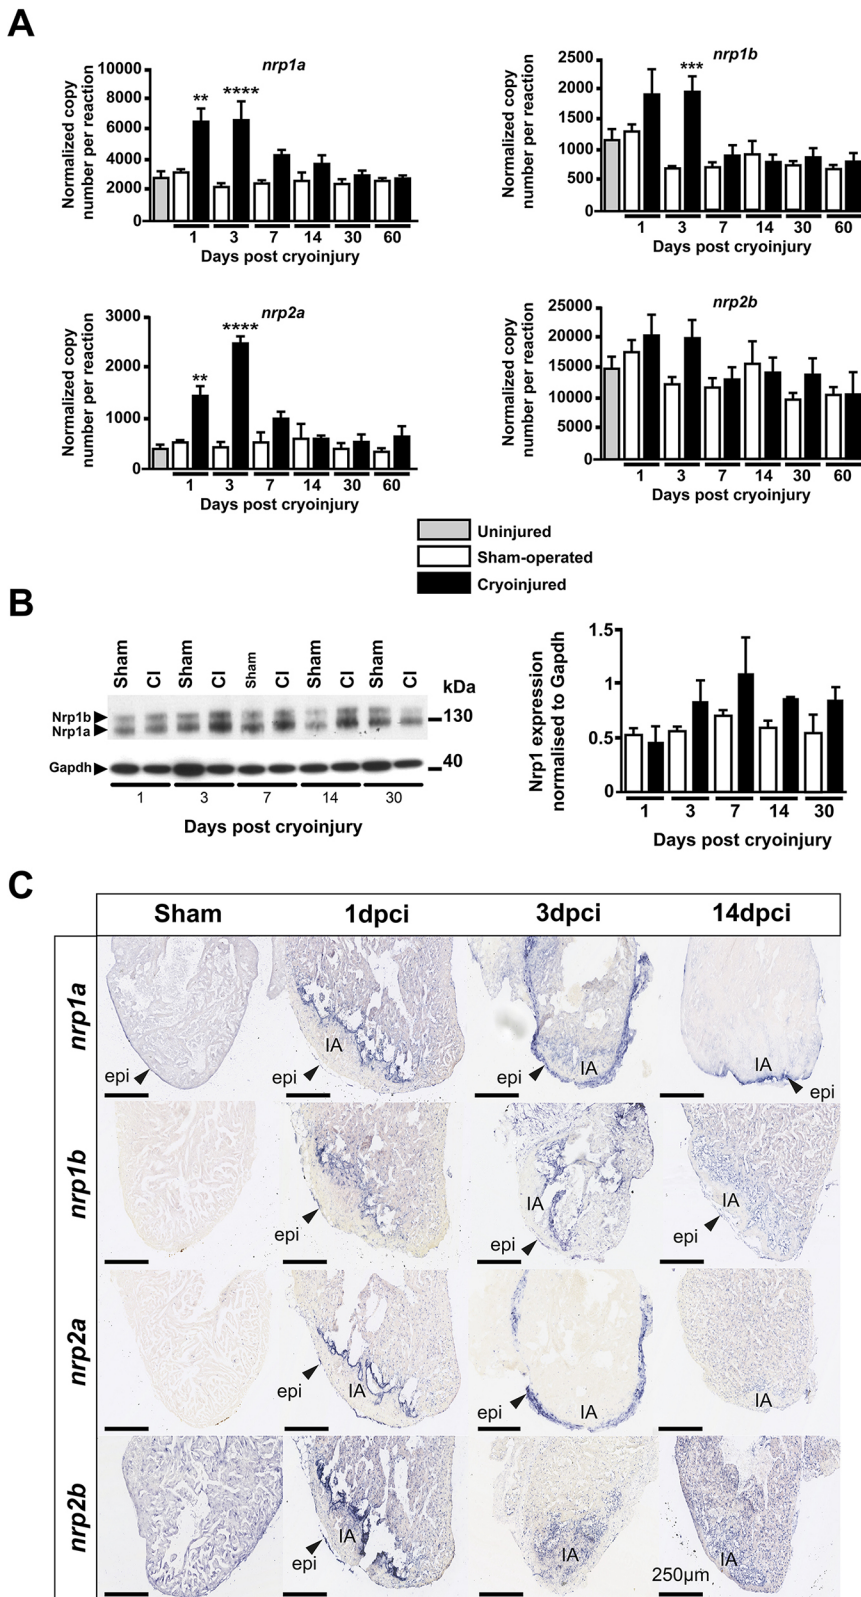 A
nrp1a
Normalized copy
number per reaction
10000
8000
6000
4000
2000
0
**
****
1 3 7 14 30 60
Days post cryoinjury
nrp1b
Normalized copy
number per reaction
2500
2000
1500
1000
500
0
***
1 3 7 14 30 60
Days post cryoinjury
nrp2a
Normalized copy
number per reaction
3000
2000
1000
0
**
****
1 3 7 14 30 60
Days post cryoinjury
nrp2b
Normalized copy
number per reaction
25000
20000
15000
10000
5000
0
1 3 7 14 30 60
Days post cryoinjury
Uninjured
Sham-operated
Cryoinjured
B
Sham CI Sham CI Sham CI Sham CI Sham CI
kDa
Nrp1b
Nrp1a
130
Gapdh
40
1 3 7 14 30
Days post cryoinjury
Nrp1 expression
normalised to Gapdh
1.5
1
0.5
0
1 3 7 14 30
Days post cryoinjury
C
Sham 1dpci 3dpci 14dpci
nrp1a
epi
IA
epi
IA
epi
IA
epi
nrp1b
IA
epi
IA
epi
IA
epi
nrp2a
epi
IA
epi
IA
IA
nrp2b
IA
epi
IA
IA
250µm